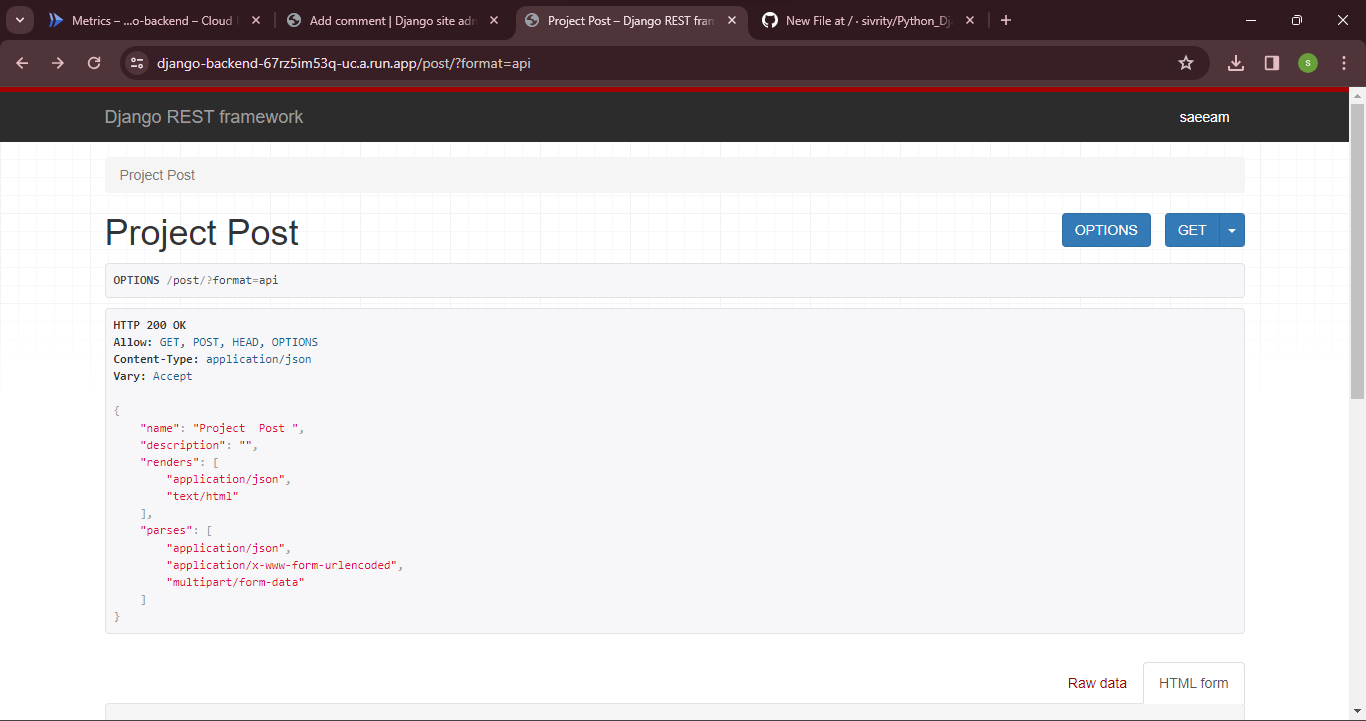 Metrics – ...o-backend – Cloud
Add comment | Django site adm
Project Post – Django REST fram
New File at / · sivrity/Python_Dj
django-backend-67rz5im53q-uc.a.run.app/post/?format=api
s
Django REST framework
saeeam
Project Post
Project Post
OPTIONS
GET
OPTIONS /post/?format=api
HTTP 200 OK
Allow: GET, POST, HEAD, OPTIONS
Content-Type: application/json
Vary: Accept
{
"name": "Project  Post ",
"description": "",
"renders": [
"application/json",
"text/html"
],
"parses": [
"application/json",
"application/x-www-form-urlencoded",
"multipart/form-data"
]
}
Raw data
HTML form